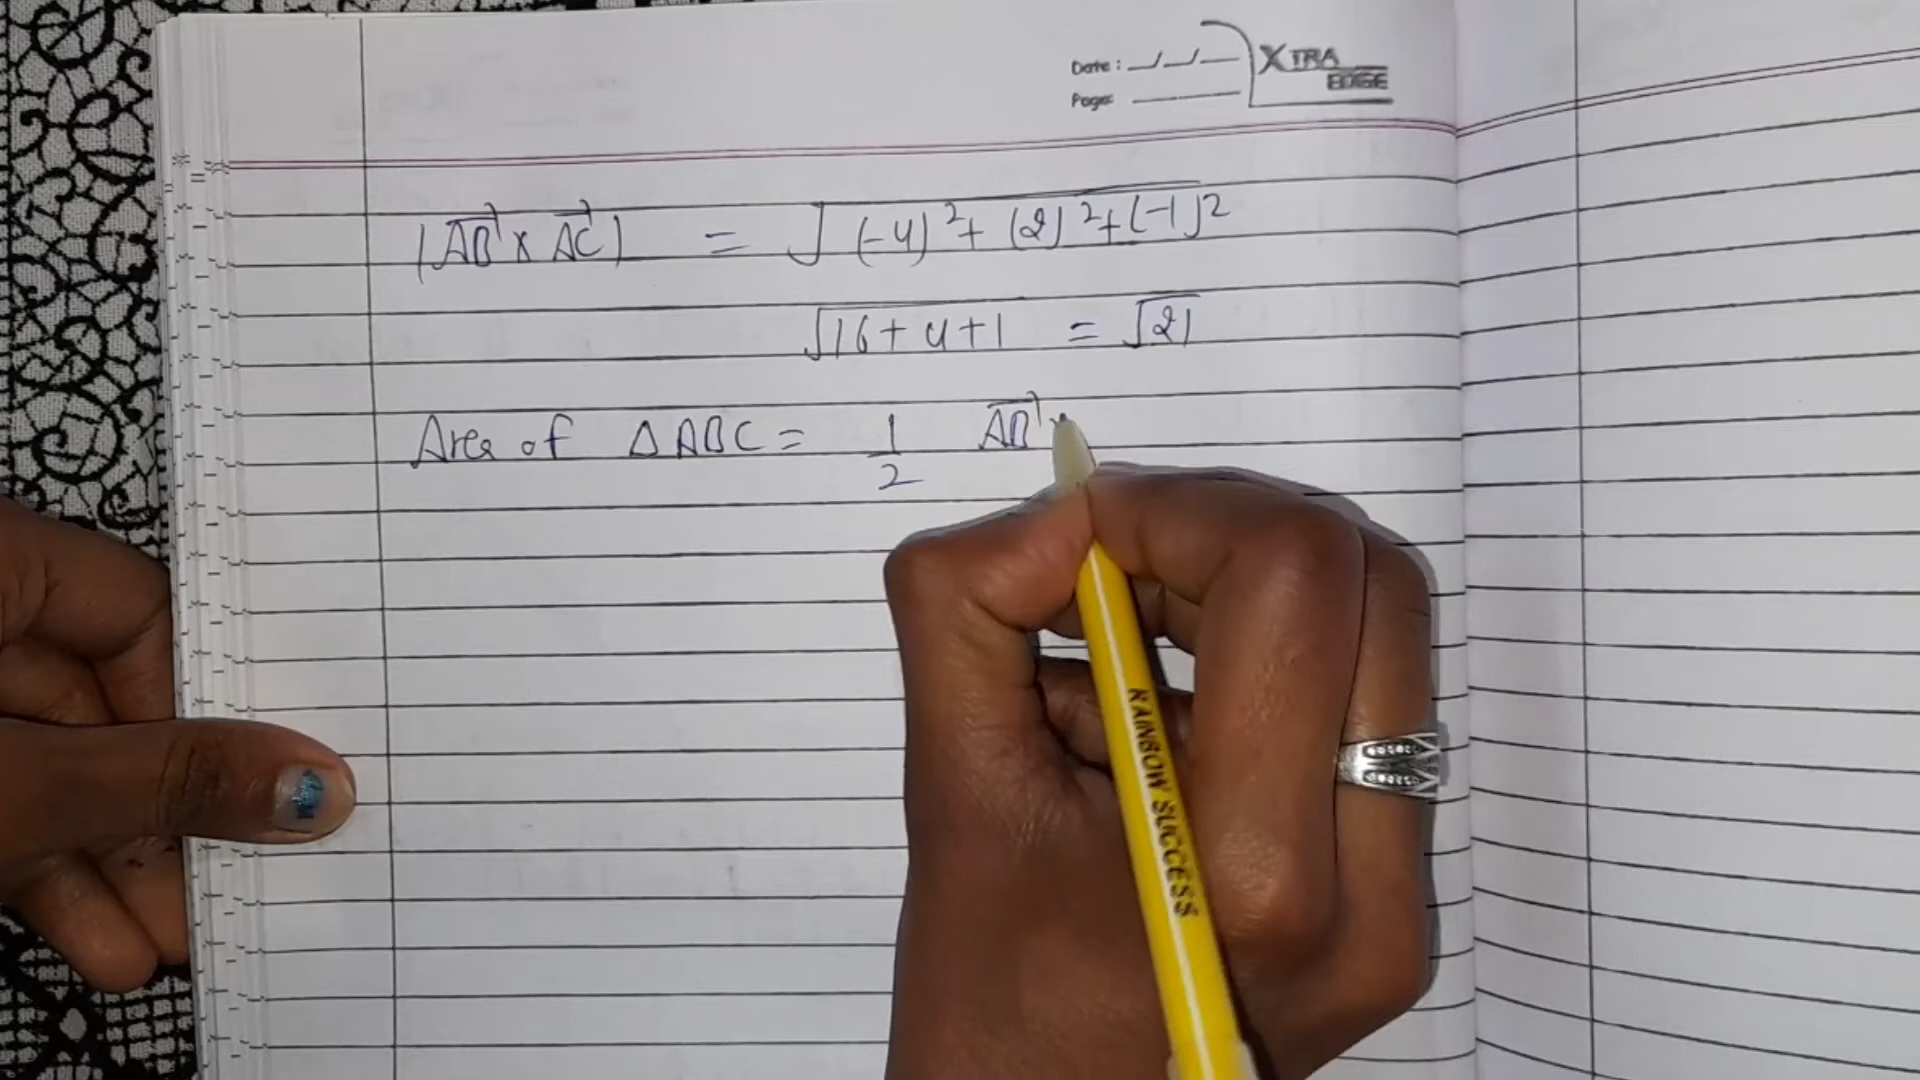 Date : _/_/_
Page: ____
XTRA
EDGE
|AB⃗ × AC⃗| = √(-4)² + (2)² + (-1)²
√16 + 4 + 1 = √21
Area of △ABC = 1/2 AB⃗ ×
RAINBOW SUCCESS